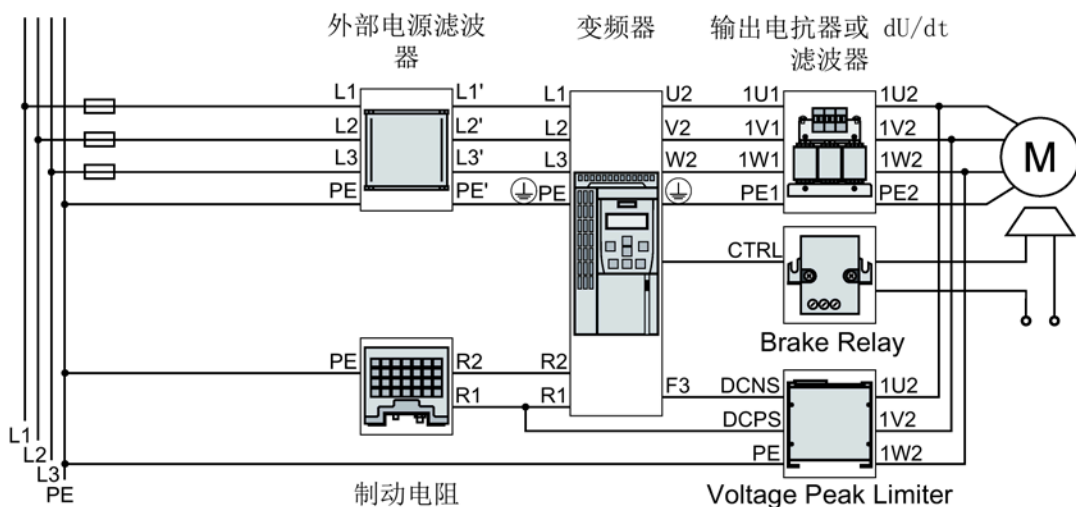 外部电源滤波
器
变频器
输出电抗器或 dU/dt
滤波器
L1 L1' L1 U2 1U1 1U2
L2 L2' L2 V2 1V1 1V2
L3 L3' L3 W2 1W1 1W2
PE PE' PE PE1 PE2
M
CTRL
Brake Relay
PE R2 R2
R1 R1 F3 DCNS 1U2
DCPS 1V2
PE 1W2
L1
L2
L3
PE
制动电阻
Voltage Peak Limiter